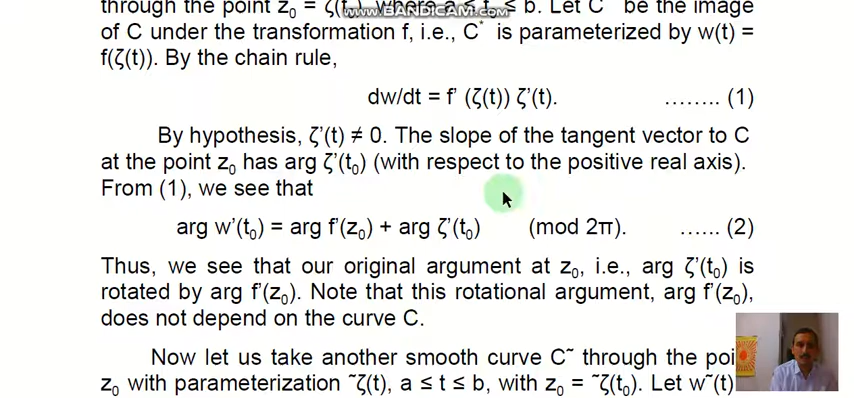 through the point z₀ = ζ(t₀), where a ≤ t₀ ≤ b. Let C* be the image
www.BANDICAM.com
of C under the transformation f, i.e., C* is parameterized by w(t) =
f(ζ(t)). By the chain rule,
dw/dt = f' (ζ(t)) ζ'(t). …….. (1)
By hypothesis, ζ'(t) ≠ 0. The slope of the tangent vector to C
at the point z₀ has arg ζ'(t₀) (with respect to the positive real axis).
From (1), we see that
arg w'(t₀) = arg f'(z₀) + arg ζ'(t₀) (mod 2π). …... (2)
Thus, we see that our original argument at z₀, i.e., arg ζ'(t₀) is
rotated by arg f'(z₀). Note that this rotational argument, arg f'(z₀),
does not depend on the curve C.
Now let us take another smooth curve C˜ through the poi
z₀ with parameterization ˜ζ(t), a ≤ t ≤ b, with z₀ = ˜ζ(t₀). Let w˜(t)